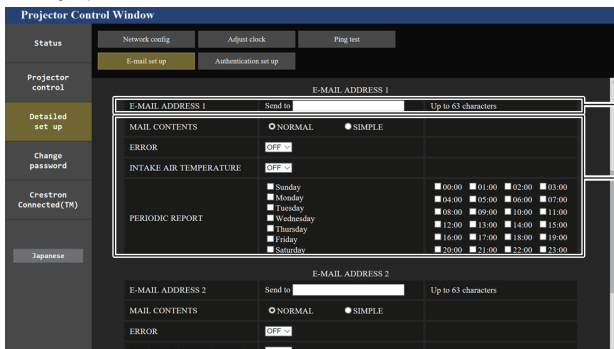 Projector Control Window
Status
Network config
Adjust clock
Ping test
E-mail set up
Authentication set up
Projector
control
Detailed
set up
Change
password
Crestron
Connected(TM)
Japanese
E-MAIL ADDRESS 1
E-MAIL ADDRESS 1 Send to Up to 63 characters
MAIL CONTENTS NORMAL SIMPLE
ERROR OFF
INTAKE AIR TEMPERATURE OFF
PERIODIC REPORT
Sunday
Monday
Tuesday
Wednesday
Thursday
Friday
Saturday
00:00 01:00 02:00 03:00
04:00 05:00 06:00 07:00
08:00 09:00 10:00 11:00
12:00 13:00 14:00 15:00
16:00 17:00 18:00 19:00
20:00 21:00 22:00 23:00
E-MAIL ADDRESS 2
E-MAIL ADDRESS 2 Send to Up to 63 characters
MAIL CONTENTS NORMAL SIMPLE
ERROR OFF